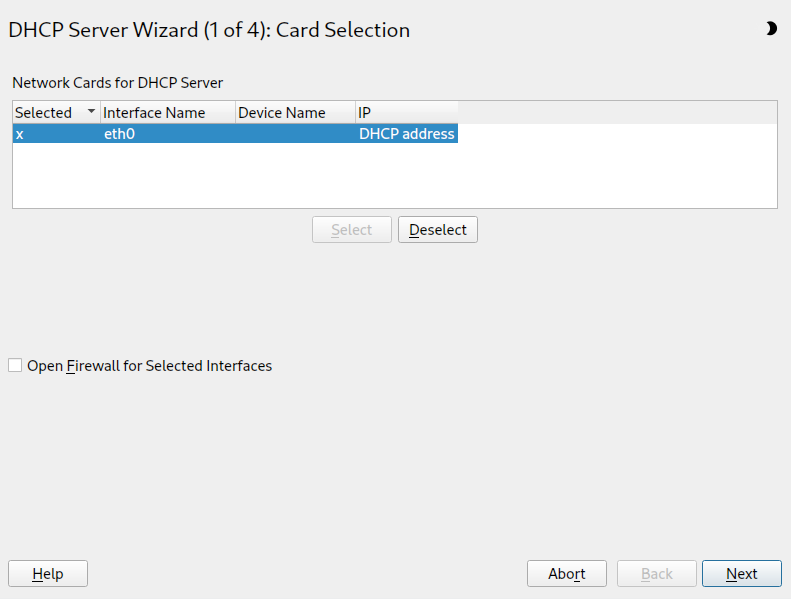 DHCP Server Wizard (1 of 4): Card Selection
Network Cards for DHCP Server
Selected Interface Name Device Name IP
x eth0 DHCP address
Select Deselect
Open Firewall for Selected Interfaces
Help Abort Back Next